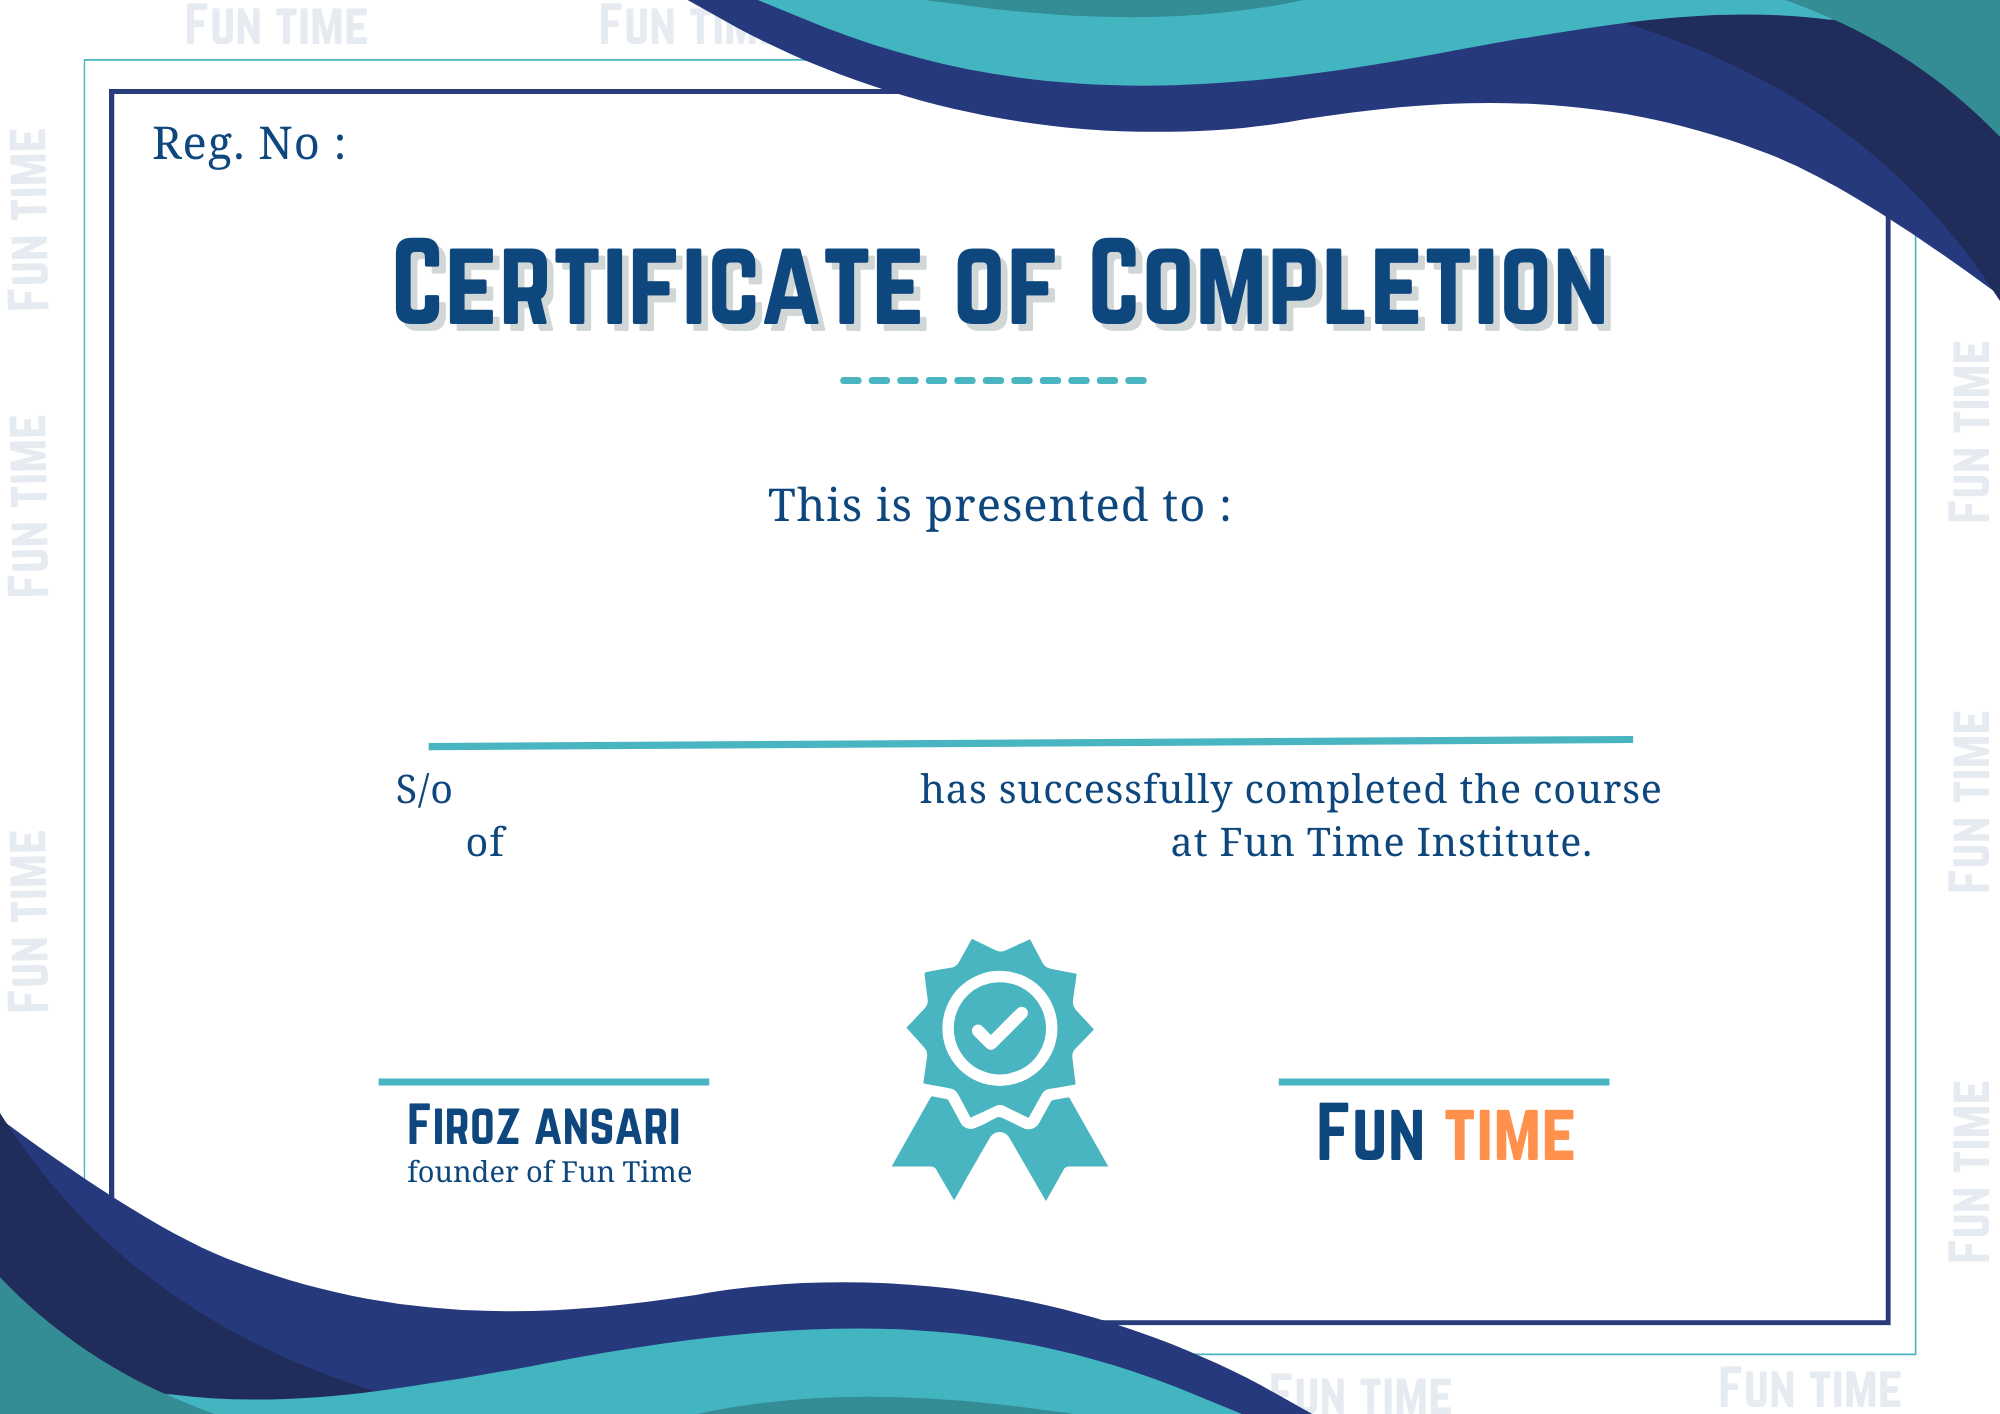 Fun time
Fun
Reg. No :
Fun time
Certificate of Completion
This is presented to :
Fun time
Fun time
S/o has successfully completed the course
of at Fun Time Institute.
Fun time
Fun time
Firoz ansari
founder of Fun Time
Fun time
Fun time
Fun time
Fun time